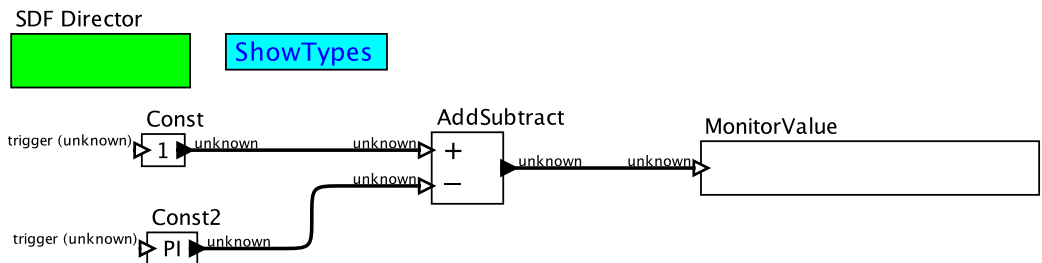 SDF Director
ShowTypes
Const
AddSubtract
MonitorValue
trigger (unknown)
1
unknown
unknown
+
unknown
unknown
unknown
−
Const2
trigger (unknown)
PI
unknown